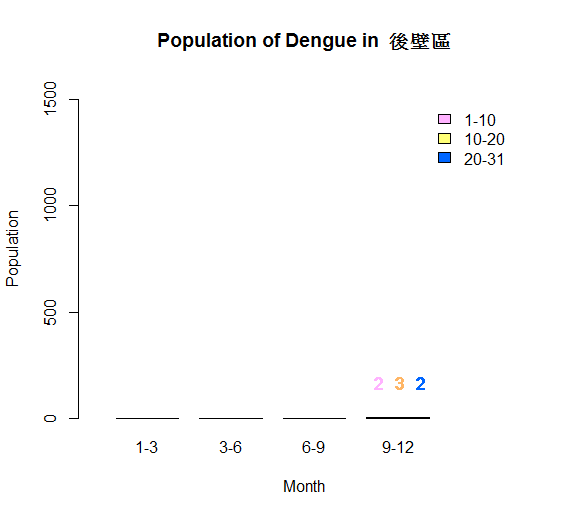 Population of Dengue in 後壁區
1500
1-10
10-20
20-31
1000
Population
500
2 3 2
0
1-3 3-6 6-9 9-12
Month